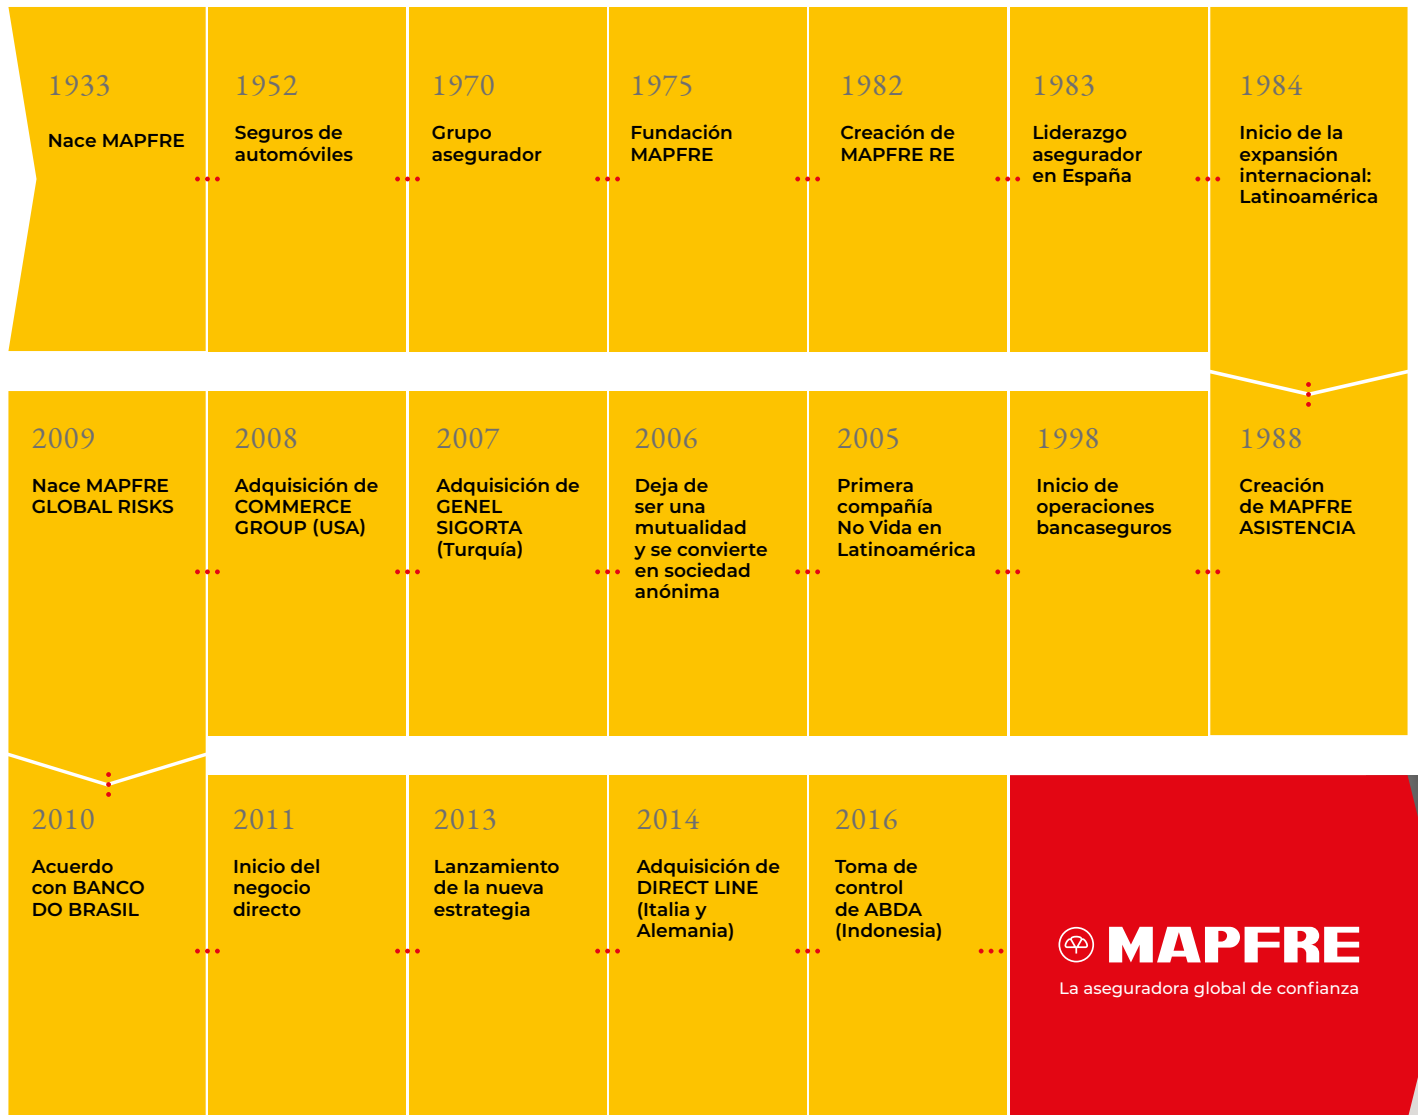 1933
Nace MAPFRE
1952
Seguros de
automóviles
1970
Grupo
asegurador
1975
Fundación
MAPFRE
1982
Creación de
MAPFRE RE
1983
Liderazgo
asegurador
en España
1984
Inicio de la
expansión
internacional:
Latinoamérica
1988
Creación
de MAPFRE
ASISTENCIA
1998
Inicio de
operaciones
bancaseguros
2005
Primera
compañía
No Vida en
Latinoamérica
2006
Deja de
ser una
mutualidad
y se convierte
en sociedad
anónima
2007
Adquisición de
GENEL
SIGORTA
(Turquía)
2008
Adquisición de
COMMERCE
GROUP (USA)
2009
Nace MAPFRE
GLOBAL RISKS
2010
Acuerdo
con BANCO
DO BRASIL
2011
Inicio del
negocio
directo
2013
Lanzamiento
de la nueva
estrategia
2014
Adquisición de
DIRECT LINE
(Italia y
Alemania)
2016
Toma de
control
de ABDA
(Indonesia)
MAPFRE
La aseguradora global de confianza